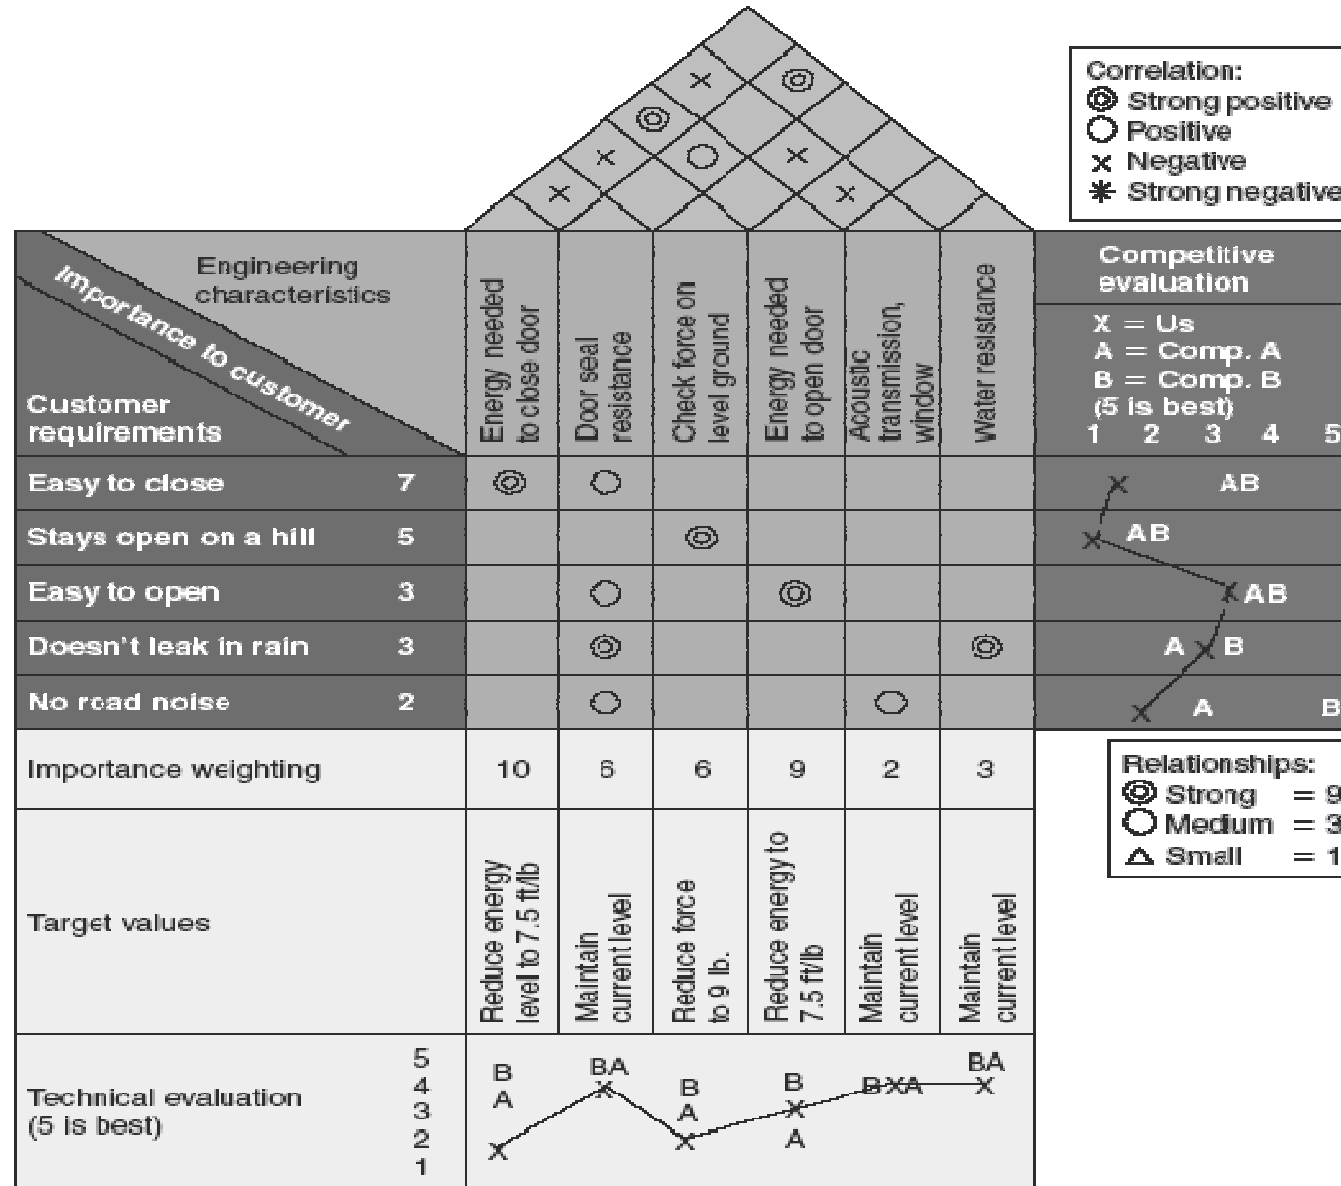 Correlation:
◎ Strong positive
○ Positive
× Negative
✳ Strong negative
Engineering
characteristics
Importance to customer
Customer
requirements
Energy needed
to close door
Door seal
resistance
Check force on
level ground
Energy needed
to open door
Acoustic
transmission,
window
Water resistance
Competitive
evaluation
X = Us
A = Comp. A
B = Comp. B
(5 is best)
1 2 3 4 5
Easy to close 7
AB
Stays open on a hill 5
AB
Easy to open 3
AB
Doesn't leak in rain 3
A X B
No road noise 2
X A B
Importance weighting 10 6 6 9 2 3
Relationships:
◎ Strong = 9
○ Medium = 3
△ Small = 1
Target values
Reduce energy
level to 7.5 ft/lb
Maintain
current level
Reduce force
to 9 lb.
Reduce energy to
7.5 ft/lb
Maintain
current level
Maintain
current level
Technical evaluation
(5 is best)
5
4
3
2
1
B
A
X
BA
X
B
A
X
B
X
A
BXA
BA
X